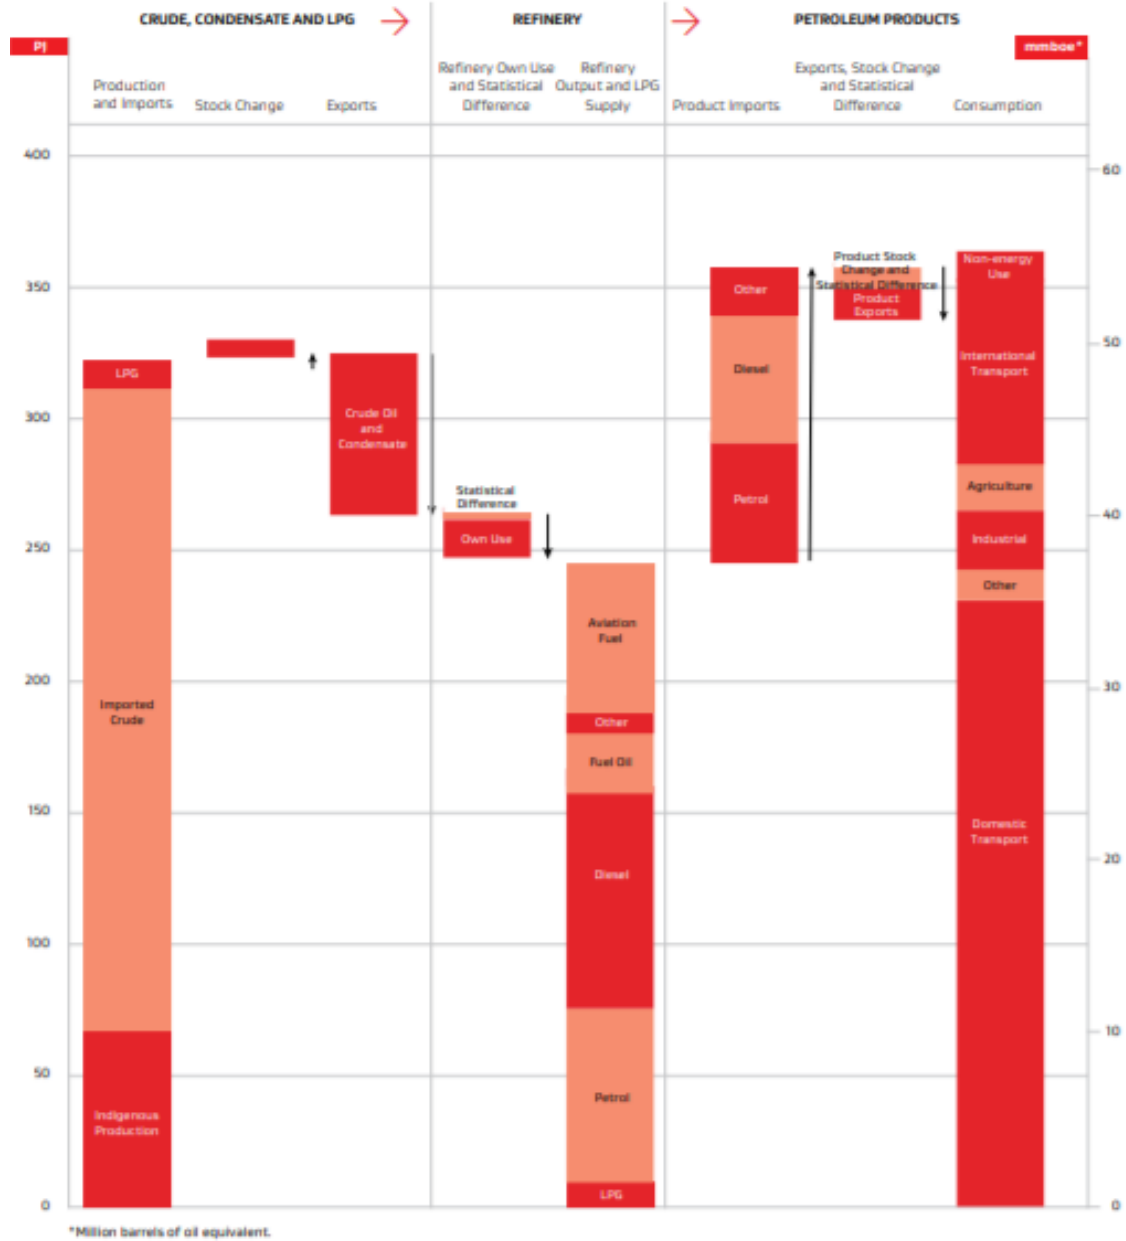 CRUDE, CONDENSATE AND LPG
REFINERY
PETROLEUM PRODUCTS
PJ
mmboe*
Production
and Imports
Stock Change
Exports
Refinery Own Use
and Statistical
Difference
Refinery
Output and LPG
Supply
Product Imports
Exports, Stock Change
and Statistical
Difference
Consumption
400
350
300
250
200
150
100
50
0
60
50
40
30
20
10
0
LPG
Imported
Crude
Indigenous
Production
Crude Oil
and
Condensate
Statistical
Difference
Own Use
Aviation
Fuel
Other
Fuel Oil
Diesel
Petrol
LPG
Other
Diesel
Petrol
Product Stock
Change and
Statistical Difference
Product
Exports
Non-energy
Use
International
Transport
Agriculture
Industrial
Other
Domestic
Transport
*Million barrels of oil equivalent.